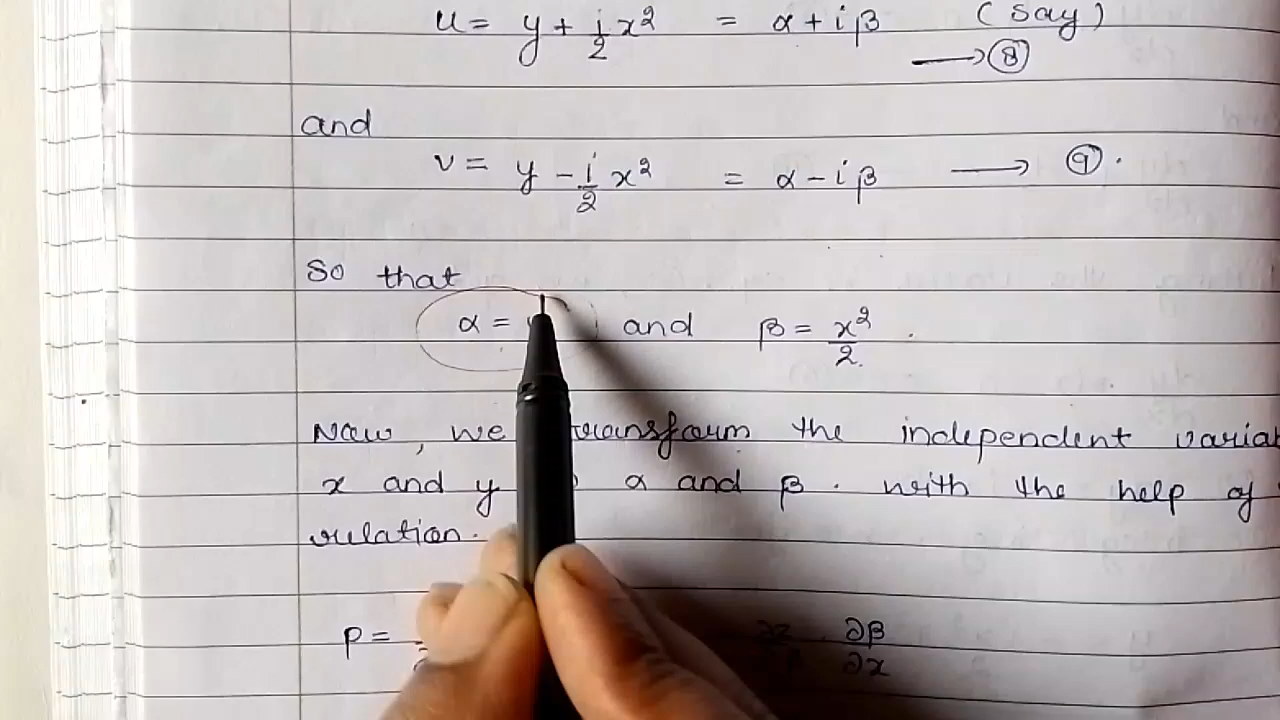 u = y + i/2 x² = α + iβ (say)
→ ⑧
and
v = y - i/2 x² = α - iβ → ⑨.
so that
α = and β = x²/2.
Now, we transform the independent
x and y α and β. with the help of
relation.
p = ∂β/∂x